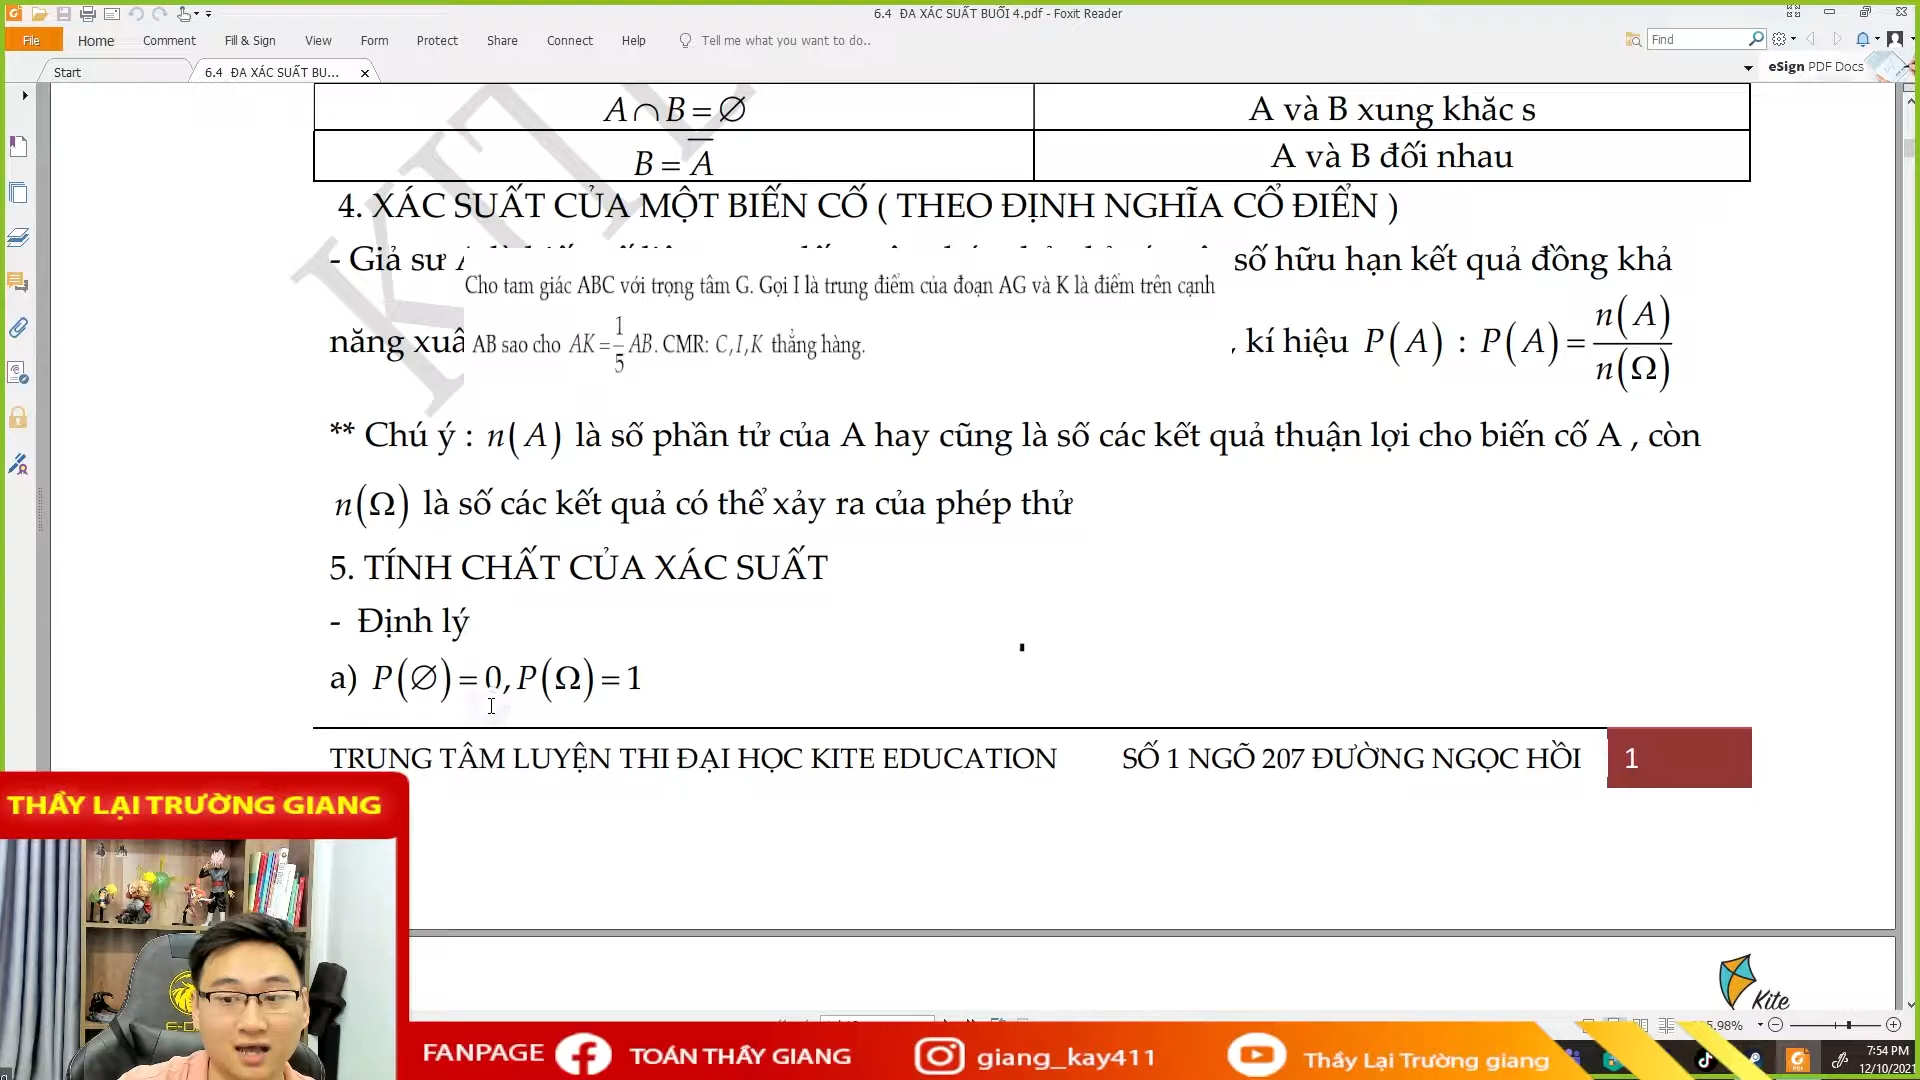 6.4 ĐA XÁC SUẤT BUỔI 4.pdf - Foxit Reader
File Home Comment Fill & Sign View Form Protect Share Connect Help Tell me what you want to do..
Find
Start 6.4 ĐA XÁC SUẤT BU... ×
eSign PDF Docs
A∩B=∅ A và B xung khăc s
B = A̅ A và B đối nhau
4. XÁC SUẤT CỦA MỘT BIẾN CỐ ( THEO ĐỊNH NGHĨA CỔ ĐIỂN )
- Giả sư số hữu hạn kết quả đồng khả
Cho tam giác ABC với trọng tâm G. Gọi I là trung điểm của đoạn AG và K là điểm trên cạnh
AB sao cho AK = 1/5 AB. CMR: C, I, K thẳng hàng.
năng xuâ , kí hiệu P(A) : P(A) = n(A)/n(Ω)
** Chú ý : n(A) là số phần tử của A hay cũng là số các kết quả thuận lợi cho biến cố A , còn
n(Ω) là số các kết quả có thể xảy ra của phép thử
5. TÍNH CHẤT CỦA XÁC SUẤT
- Định lý
a) P(∅) = 0, P(Ω) = 1
TRUNG TÂM LUYỆN THI ĐẠI HỌC KITE EDUCATION SỐ 1 NGÕ 207 ĐƯỜNG NGỌC HỒI 1
THẦY LẠI TRƯỜNG GIANG
Kite
FANPAGE TOÁN THẦY GIANG giang_kay411 Thầy Lại Trường giang
7:54 PM
12/10/2021